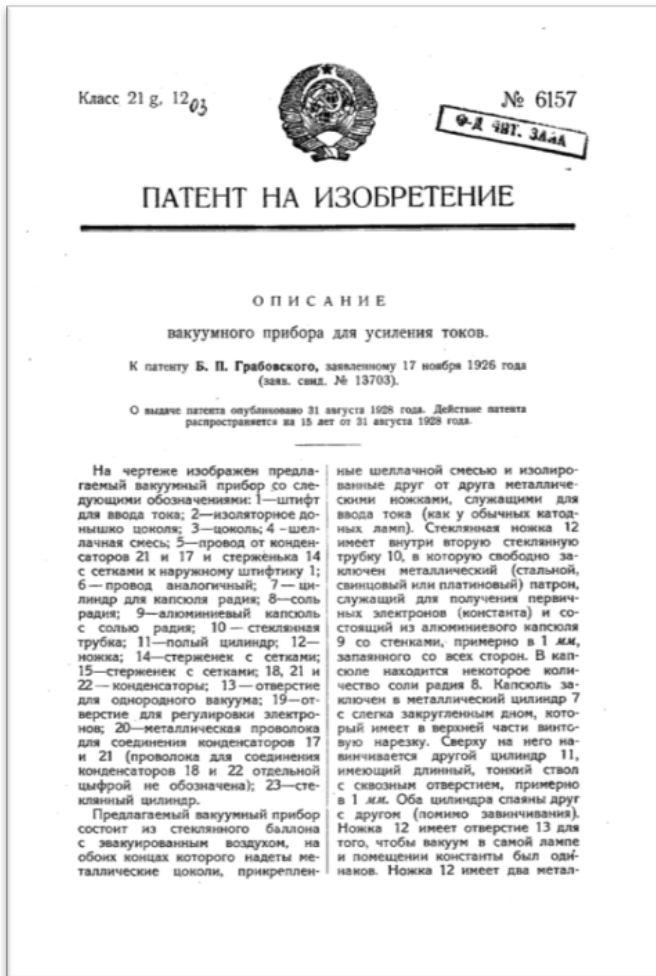 Класс 21 g, 12 03
№ 6157
ПАТЕНТ НА ИЗОБРЕТЕНИЕ
ОПИСАНИЕ
вакуумного прибора для усиления токов.
К патенту Б. П. Грабовского, заявленному 17 ноября 1926 года
(заяв. свид. № 13703).
О выдаче патента опубликовано 31 августа 1928 года. Действие патента
распространяется на 15 лет от 31 августа 1928 года.
На чертеже изображен предла-
гаемый вакуумный прибор со сле-
дующими обозначениями: 1—штифт
для ввода тока; 2—изоляторное до-
нышко цоколя; 3—цоколь; 4 -шел-
лачная смесь; 5—провод от конден-
саторов 21 и 17 и стерженька 14
с сетками к наружному штифтику 1;
6—провод аналогичный; 7—ци-
линдр для капсюля радия; 8—соль
радия; 9—алюминиевый капсюль
с солью радия; 10—стеклянная
трубка; 11—полый цилиндр; 12—
ножка; 14—стерженек с сетками;
15—стерженек с сетками; 18, 21 и
22—конденсаторы; 13—отверстие
для однородного вакуума; 19—от-
верстие для регулировки электро-
нов; 20—металлическая проволока
для соединения конденсаторов 17
и 21 (проволока для соединения
конденсаторов 18 и 22 отдельной
цыфрой не обозначена); 23—сте-
клянный цилиндр.
Предлагаемый вакуумный прибор
состоит из стеклянного баллона
с эвакуированным воздухом, на
обоих концах которого надеты ме-
таллические цоколи, прикреплен-
ные шеллачной смесью и изолиро-
ванные друг от друга металличе-
скими ножками, служащими для
ввода тока (как у обычных катод-
ных ламп). Стеклянная ножка 12
имеет внутри вторую стеклянную
трубку 10, в которую свободно за-
ключен металлический (стальной,
свинцовый или платиновый) патрон,
служащий для получения первич-
ных электронов (константа) и со-
стоящий из алюминиевого капсюля
9 со стенками, примерно в 1 мм,
запаянного со всех сторон. В кап-
сюле находится некоторое коли-
чество соли радия 8. Капсюль за-
ключен в металлический цилиндр 7
с слегка закругленным дном, кото-
рый имеет в верхней части винто-
вую нарезку. Сверху на него на-
винчивается другой цилиндр 11,
имеющий длинный, тонкий ствол
с сквозным отверстием, примерно
в 1 мм. Оба цилиндра спаяны друг
с другом (помимо завинчивания).
Ножка 12 имеет отверстие 13 для
того, чтобы вакуум в самой лампе
и помещении константы был оди-
наков. Ножка 12 имеет два метал-